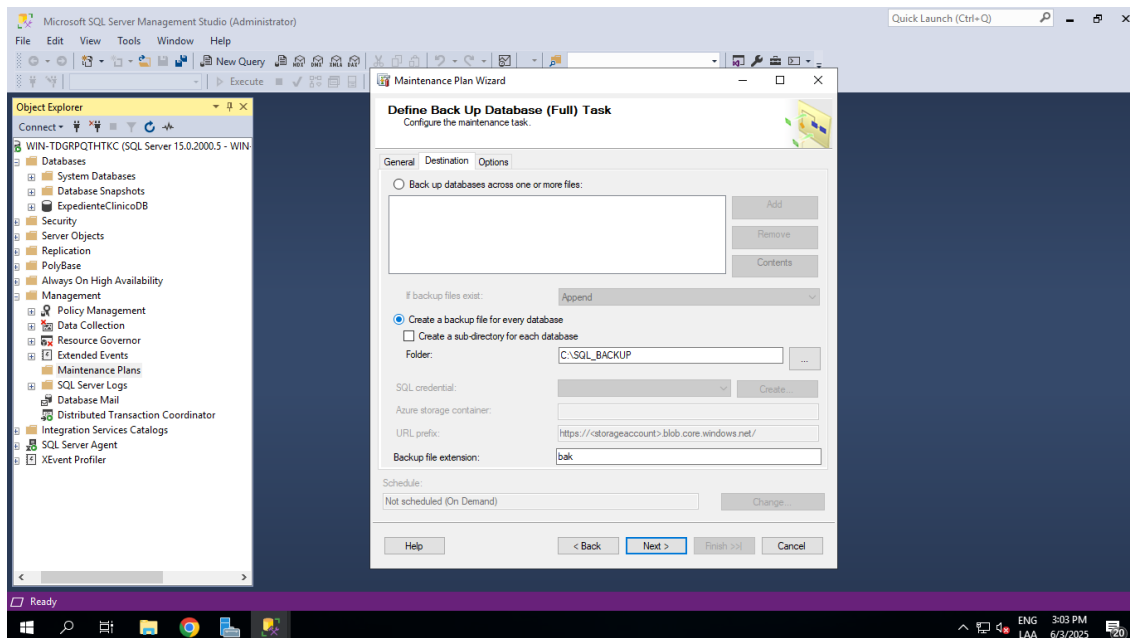 Microsoft SQL Server Management Studio (Administrator)
Quick Launch (Ctrl+Q)
File Edit View Tools Window Help
New Query
Execute
Object Explorer
Connect
WIN-TDGRPQTHTKC (SQL Server 15.0.2000.5 - WIN-
Databases
System Databases
Database Snapshots
ExpedienteClinicoDB
Security
Server Objects
Replication
PolyBase
Always On High Availability
Management
Policy Management
Data Collection
Resource Governor
Extended Events
Maintenance Plans
SQL Server Logs
Database Mail
Distributed Transaction Coordinator
Integration Services Catalogs
SQL Server Agent
XEvent Profiler
Maintenance Plan Wizard
Define Back Up Database (Full) Task
Configure the maintenance task.
General Destination Options
Back up databases across one or more files:
Add
Remove
Contents
If backup files exist: Append
Create a backup file for every database
Create a sub-directory for each database
Folder: C:\SQL_BACKUP ...
SQL credential: Create...
Azure storage container:
URL prefix: https://<storageaccount>.blob.core.windows.net/
Backup file extension: bak
Schedule:
Not scheduled (On Demand) Change...
Help < Back Next > Finish >>| Cancel
Ready
ENG 3:03 PM
LAA 6/3/2025
20